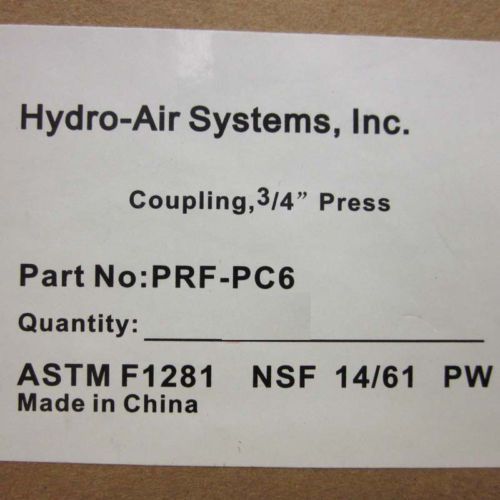 Hydro-Air Systems, Inc.
Coupling,3/4” Press
Part No:PRF-PC6
Quantity:
ASTM F1281 NSF 14/61 PW
Made in China